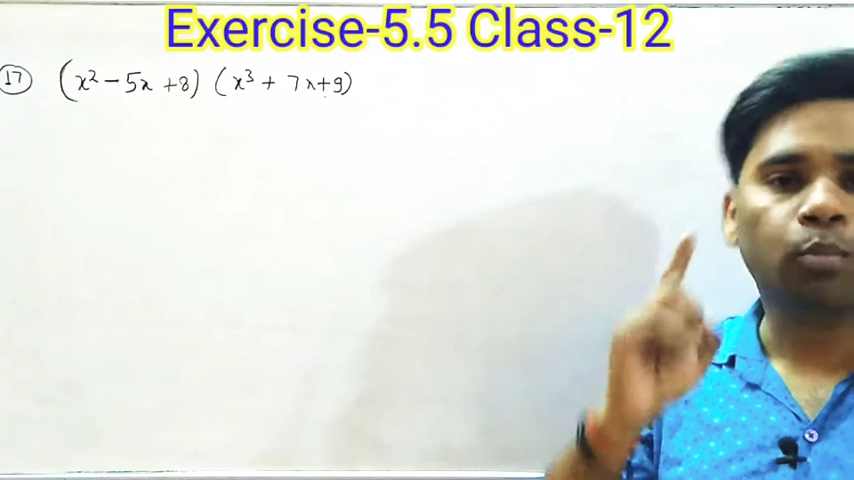 Exercise-5.5 Class-12
17 (x² - 5x + 8) (x³ + 7x + 9)